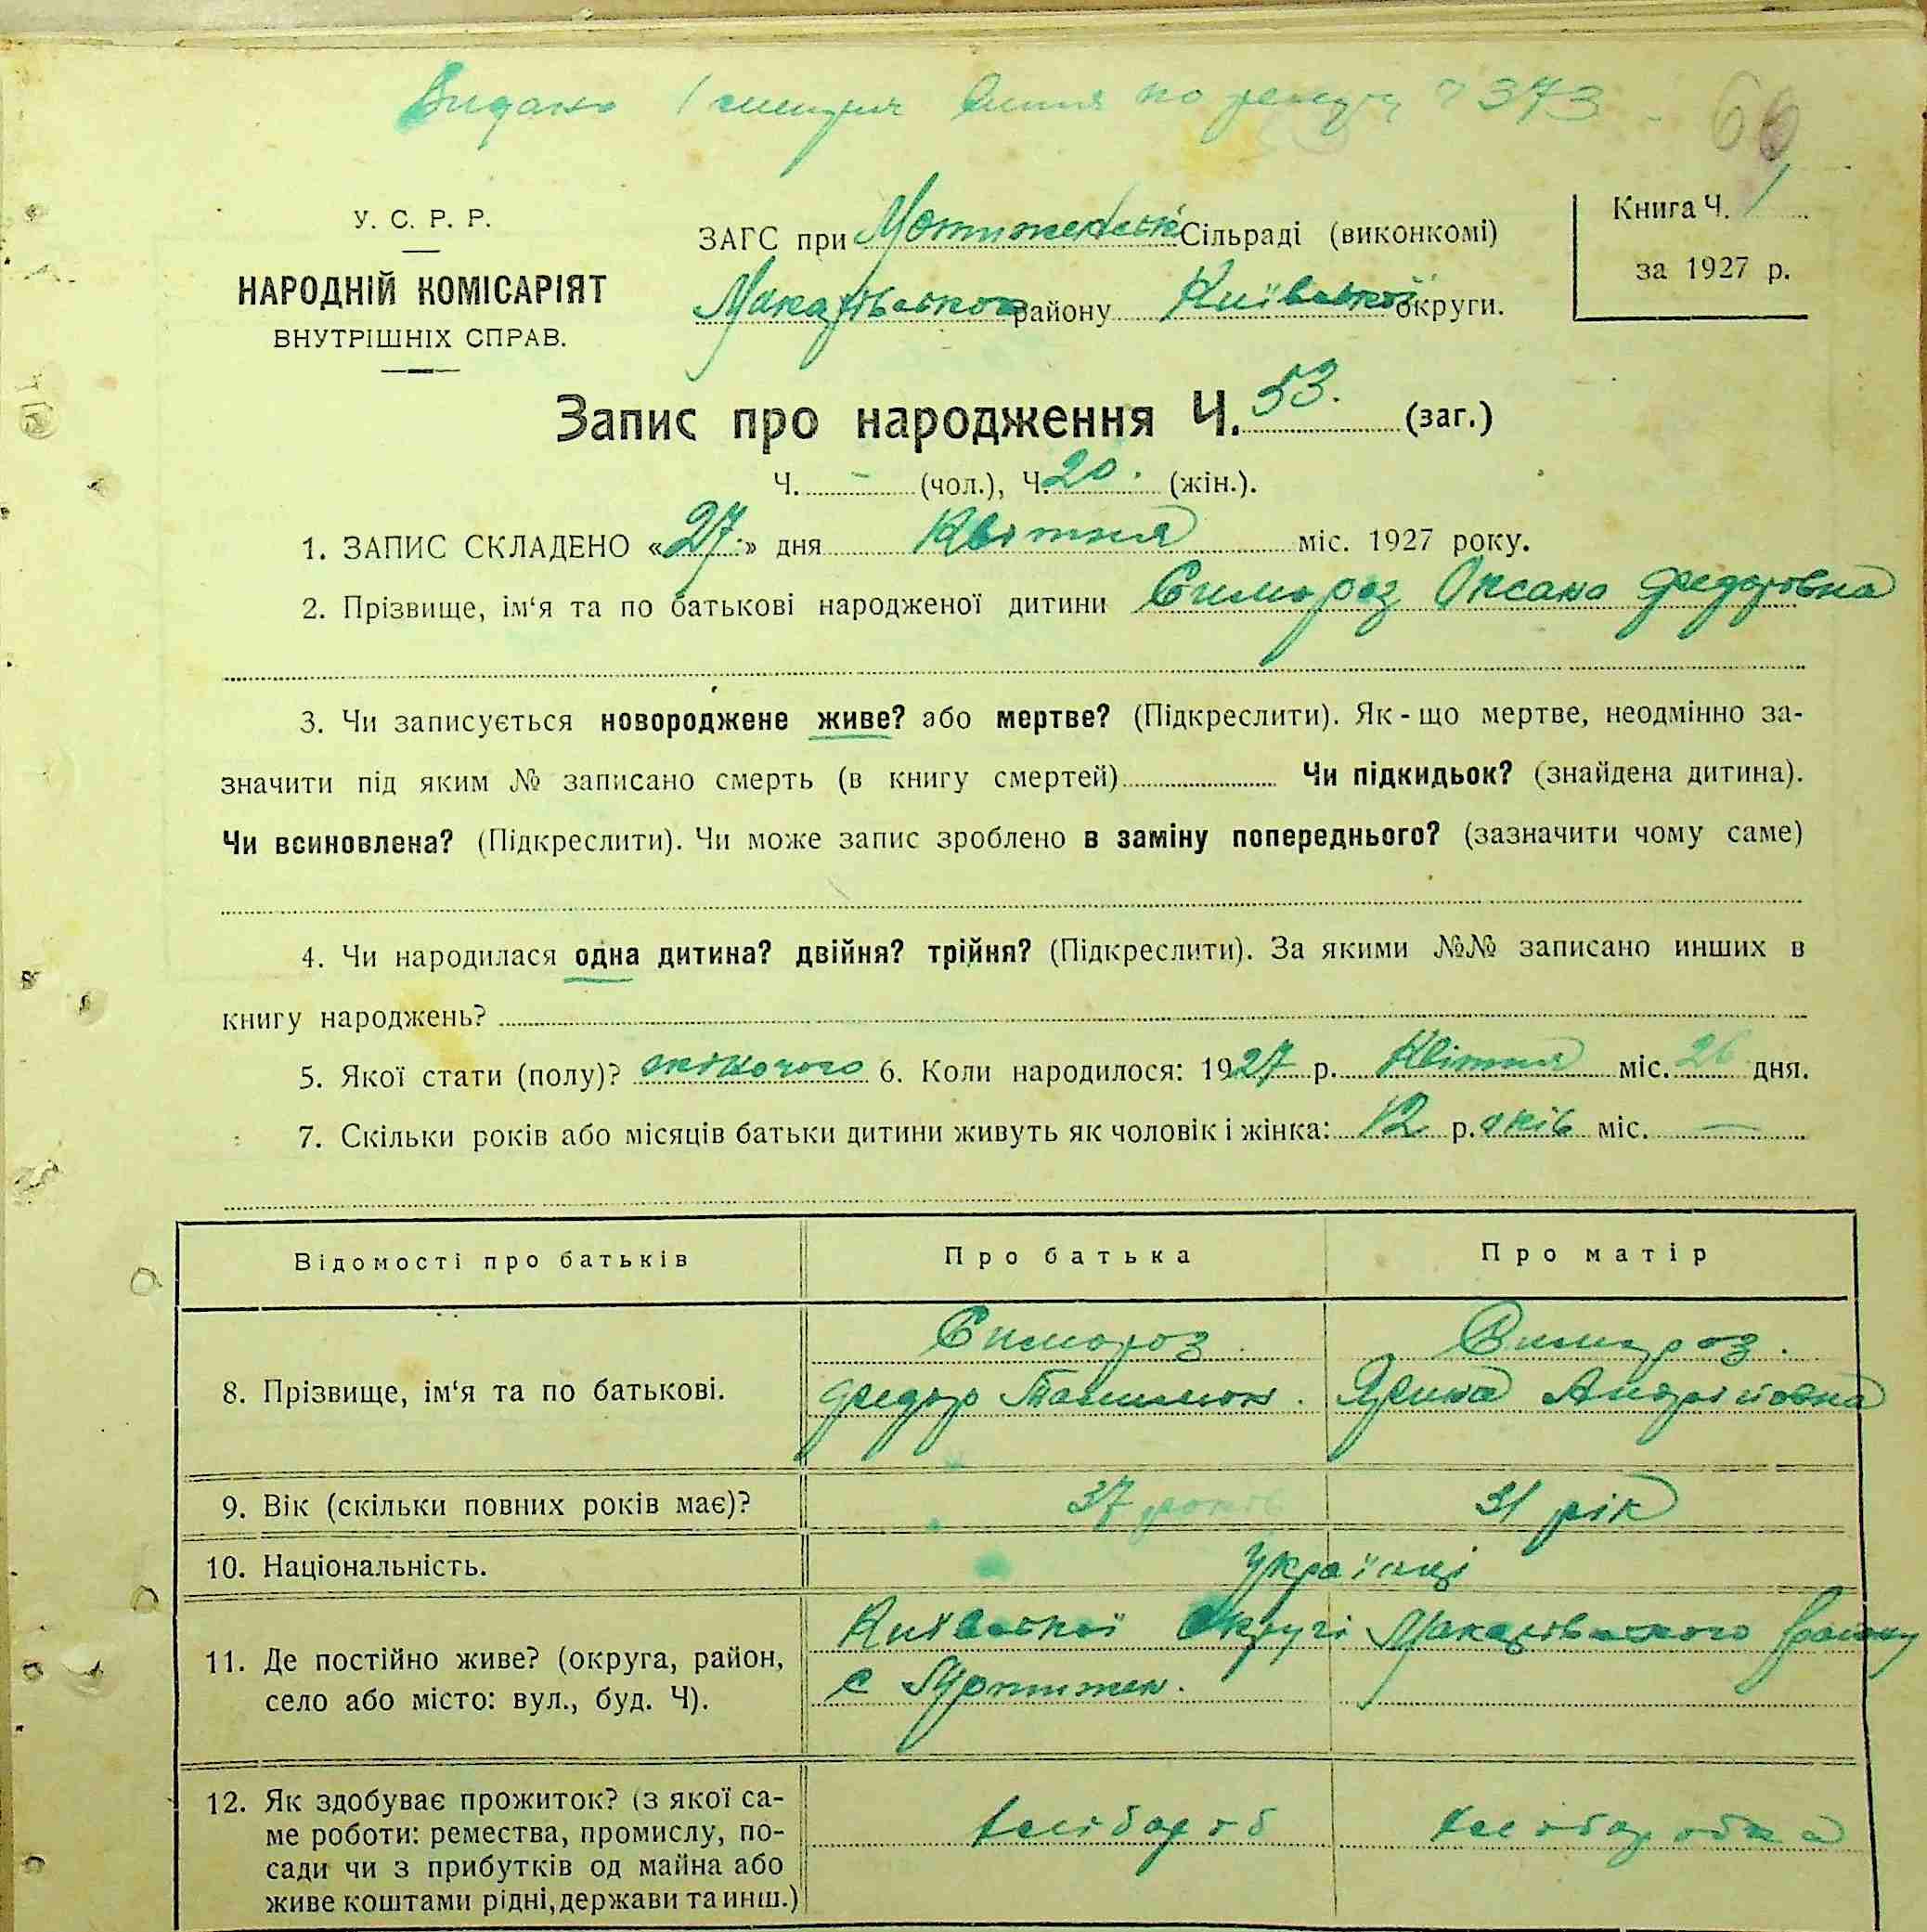 Видано 373
66
У. С. Р. Р.
НАРОДНІЙ КОМІСАРІЯТ
ВНУТРІШНІХ СПРАВ.
ЗАГС при Мотиженській Сільраді (виконкомі)
Макарівського району Київської округи.
Книга Ч. 1
за 1927 р.
Запис про народження Ч. 53. (заг.)
Ч. - (чол.), Ч. 20. (жін.).
1. ЗАПИС СКЛАДЕНО «27» дня Квітня міс. 1927 року.
2. Прізвище, ім‘я та по батькові народженої дитини Симороз Оксана Федоровна
3. Чи записується новороджене живе? або мертве? (Підкреслити). Як-що мертве, неодмінно за-
значити під яким № записано смерть (в книгу смертей) Чи підкидьок? (знайдена дитина).
Чи всиновлена? (Підкреслити). Чи може запис зроблено в заміну попереднього? (зазначити чому саме)
4. Чи народилася одна дитина? двійня? трійня? (Підкреслити). За якими №№ записано инших в
книгу народжень?
5. Якої стати (полу)? жіночого 6. Коли народилося: 1927 р. Квітня міс. 26 дня.
7. Скільки років або місяців батьки дитини живуть як чоловік і жінка: 12 р.оків міс. —
Відомості про батьків Про батька Про матір
8. Прізвище, ім‘я та по батькові.
Симороз. Симороз.
Федор Ярина Андрійовна
9. Вік (скільки повних років має)? 37 років 31 рік
10. Національність. Українці
11. Де постійно живе? (округа, район,
село або місто: вул., буд. Ч).
Київської Округі Макарівського району
с Мотижен.
12. Як здобуває прожиток? (з якої са-
ме роботи: ремества, промислу, по-
сади чи з прибутків од майна або
живе коштами рідні, держави та инш.)
хлібороб хліборобка